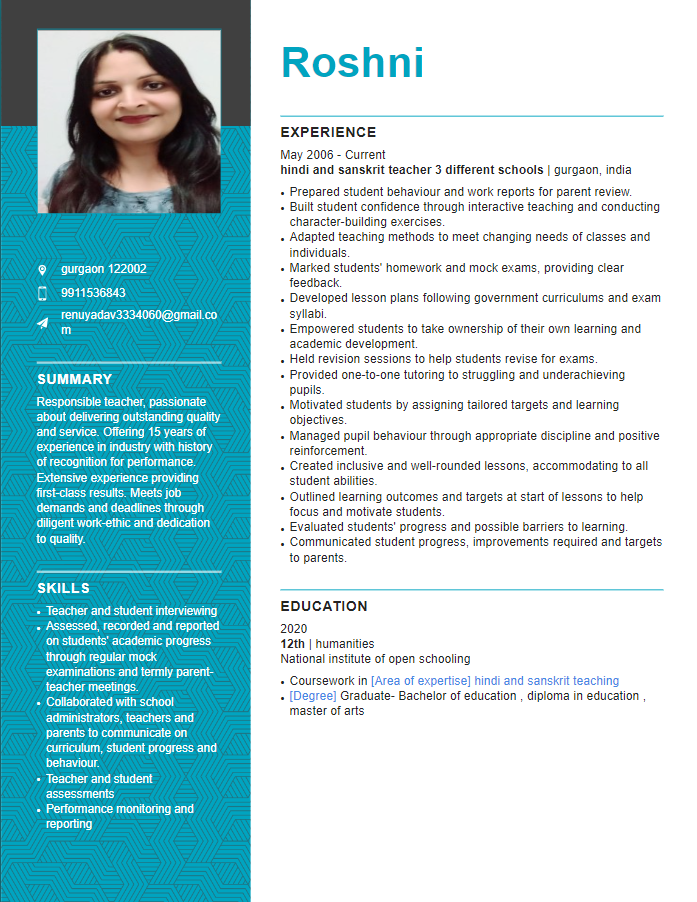 Roshni
gurgaon 122002
9911536843
renuyadav3334060@gmail.co
m
SUMMARY
Responsible teacher, passionate
about delivering outstanding quality
and service. Offering 15 years of
experience in industry with history
of recognition for performance.
Extensive experience providing
first-class results. Meets job
demands and deadlines through
diligent work-ethic and dedication
to quality.
SKILLS
• Teacher and student interviewing
• Assessed, recorded and reported
on students' academic progress
through regular mock
examinations and termly parent-
teacher meetings.
• Collaborated with school
administrators, teachers and
parents to communicate on
curriculum, student progress and
behaviour.
• Teacher and student
assessments
• Performance monitoring and
reporting
EXPERIENCE
May 2006 - Current
hindi and sanskrit teacher 3 different schools | gurgaon, india
• Prepared student behaviour and work reports for parent review.
• Built student confidence through interactive teaching and conducting
character-building exercises.
• Adapted teaching methods to meet changing needs of classes and
individuals.
• Marked students' homework and mock exams, providing clear
feedback.
• Developed lesson plans following government curriculums and exam
syllabi.
• Empowered students to take ownership of their own learning and
academic development.
• Held revision sessions to help students revise for exams.
• Provided one-to-one tutoring to struggling and underachieving
pupils.
• Motivated students by assigning tailored targets and learning
objectives.
• Managed pupil behaviour through appropriate discipline and positive
reinforcement.
• Created inclusive and well-rounded lessons, accommodating to all
student abilities.
• Outlined learning outcomes and targets at start of lessons to help
focus and motivate students.
• Evaluated students' progress and possible barriers to learning.
• Communicated student progress, improvements required and targets
to parents.
EDUCATION
2020
12th | humanities
National institute of open schooling
• Coursework in [Area of expertise] hindi and sanskrit teaching
• [Degree] Graduate- Bachelor of education , diploma in education ,
master of arts